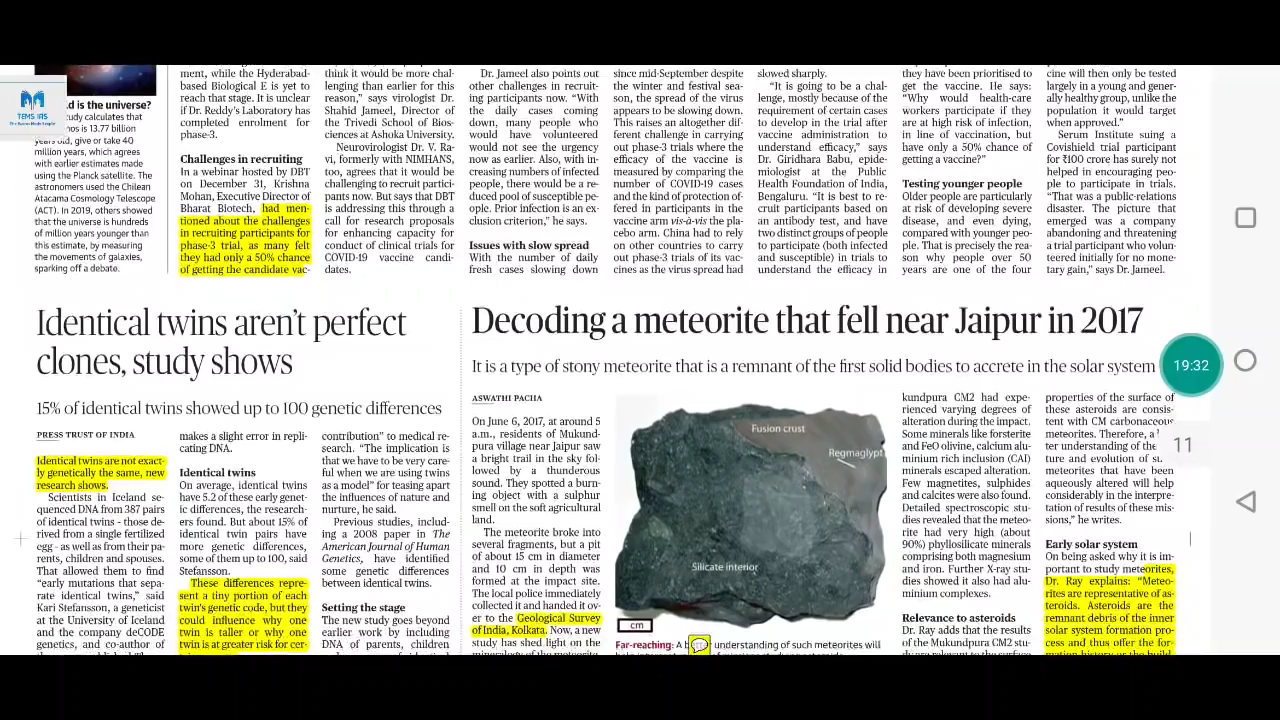 TEMS IAS
d is the universe?
udy calculates that
nos is 13.77 billion
years old, give or take 40
million years, which agrees
with earlier estimates made
using the Planck satellite. The
astronomers used the Chilean
Atacama Cosmology Telescope
(ACT). In 2019, others showed
that the universe is hundreds
of million years younger than
this estimate, by measuring
the movements of galaxies,
sparking off a debate.
ment, while the Hyderabad-
based Biological E is yet to
reach that stage. It is unclear
if Dr. Reddy's Laboratory has
completed enrolment for
phase-3.
Challenges in recruiting
In a webinar hosted by DBT
on December 31, Krishna
Mohan, Executive Director of
Bharat Biotech, had men-
tioned about the challenges
in recruiting participants for
phase-3 trial, as many felt
they had only a 50% chance
of getting the candidate vac-
think it would be more chal-
lenging than earlier for this
reason," says virologist Dr.
Shahid Jameel, Director of
the Trivedi School of Bios-
ciences at Ashoka University.
Neurovirologist Dr. V. Ra-
vi, formerly with NIMHANS,
too, agrees that it would be
challenging to recruit partici-
pants now. But says that DBT
is addressing this through a
call for research proposals
for enhancing capacity for
conduct of clinical trials for
COVID-19 vaccine candi-
dates.
Dr. Jameel also points out
other challenges in recruit-
ing participants now. "With
the daily cases coming
down, many people who
would have volunteered
would not see the urgency
now as earlier. Also, with in-
creasing numbers of infected
people, there would be a re-
duced pool of susceptible pe-
ople. Prior infection is an ex-
clusion criterion," he says.
Issues with slow spread
With the number of daily
fresh cases slowing down
since mid-September despite
the winter and festival sea-
son, the spread of the virus
appears to be slowing down.
This raises an altogether dif-
ferent challenge in carrying
out phase-3 trials where the
efficacy of the vaccine is
measured by comparing the
number of COVID-19 cases
and the kind of protection of-
fered in participants in the
vaccine arm vis-à-vis the pla-
cebo arm. China had to rely
on other countries to carry
out phase-3 trials of its vac-
cines as the virus spread had
slowed sharply.
"It is going to be a chal-
lenge, mostly because of the
requirement of certain cases
to develop in the trial after
vaccine administration to
understand efficacy," says
Dr. Giridhara Babu, epide-
miologist at the Public
Health Foundation of India,
Bengaluru. "It is best to re-
cruit participants based on
an antibody test, and have
two distinct groups of people
to participate (both infected
and susceptible) in trials to
understand the efficacy in
they have been prioritised to
get the vaccine. He says:
"Why would health-care
workers participate if they
are at high risk of infection,
in line of vaccination, but
have only a 50% chance of
getting a vaccine?"
Testing younger people
Older people are particularly
at risk of developing severe
disease, and even dying,
compared with younger peo-
ple. That is precisely the rea-
son why people over 50
years are one of the four
cine will then only be tested
largely in a young and gener-
ally healthy group, unlike the
population it would target
when approved."
Serum Institute suing a
Covishield trial participant
for ₹100 crore has surely not
helped in encouraging peo-
ple to participate in trials.
"That was a public-relations
disaster. The picture that
emerged was a company
abandoning and threatening
a trial participant who volun-
teered initially for no mone-
tary gain," says Dr. Jameel.
Identical twins aren't perfect
clones, study shows
15% of identical twins showed up to 100 genetic differences
PRESS TRUST OF INDIA
Identical twins are not exact-
ly genetically the same, new
research shows.
Scientists in Iceland se-
quenced DNA from 387 pairs
of identical twins - those de-
rived from a single fertilized
egg - as well as from their pa-
rents, children and spouses.
That allowed them to find
"early mutations that sepa-
rate identical twins," said
Kari Stefansson, a geneticist
at the University of Iceland
and the company deCODE
genetics, and co-author of
makes a slight error in repli-
cating DNA.
Identical twins
On average, identical twins
have 5.2 of these early genet-
ic differences, the research-
ers found. But about 15% of
identical twin pairs have
more genetic differences,
some of them up to 100, said
Stefansson.
These differences repre-
sent a tiny portion of each
twin's genetic code, but they
could influence why one
twin is taller or why one
twin is at greater risk for cer-
contribution" to medical re-
search. "The implication is
that we have to be very care-
ful when we are using twins
as a model" for teasing apart
the influences of nature and
nurture, he said.
Previous studies, includ-
ing a 2008 paper in The
American Journal of Human
Genetics, have identified
some genetic differences
between identical twins.
Setting the stage
The new study goes beyond
earlier work by including
DNA of parents, children
Decoding a meteorite that fell near Jaipur in 2017
It is a type of stony meteorite that is a remnant of the first solid bodies to accrete in the solar system
ASWATHI PACHA
On June 6, 2017, at around 5
a.m., residents of Mukund-
pura village near Jaipur saw
a bright trail in the sky fol-
lowed by a thunderous
sound. They spotted a burn-
ing object with a sulphur
smell on the soft agricultural
land.
The meteorite broke into
several fragments, but a pit
of about 15 cm in diameter
and 10 cm in depth was
formed at the impact site.
The local police immediately
collected it and handed it ov-
er to the Geological Survey
of India, Kolkata. Now, a new
study has shed light on the
Fusion crust
Regmaglypt
Silicate interior
cm
Far-reaching: A understanding of such meteorites will
kundpura CM2 had expe-
rienced varying degrees of
alteration during the impact.
Some minerals like forsterite
and FeO olivine, calcium alu-
minium rich inclusion (CAI)
minerals escaped alteration.
Few magnetites, sulphides
and calcites were also found.
Detailed spectroscopic stu-
dies revealed that the meteo-
rite had very high (about
90%) phyllosilicate minerals
comprising both magnesium
and iron. Further X-ray stu-
dies showed it also had alu-
minium complexes.
Relevance to asteroids
Dr. Ray adds that the results
of the Mukundpura CM2 stu-
properties of the surface of
these asteroids are consis-
tent with CM carbonaceous
meteorites. Therefore, a
ter understanding of the
ture and evolution of
meteorites that have been
aqueously altered will help
considerably in the interpre-
tation of results of these mis-
sions," he writes.
Early solar system
On being asked why it is im-
portant to study meteorites,
Dr. Ray explains: "Meteo-
rites are representative of as-
teroids. Asteroids are the
remnant debris of the inner
solar system formation pro-
cess and thus offer the for-
19:32
11